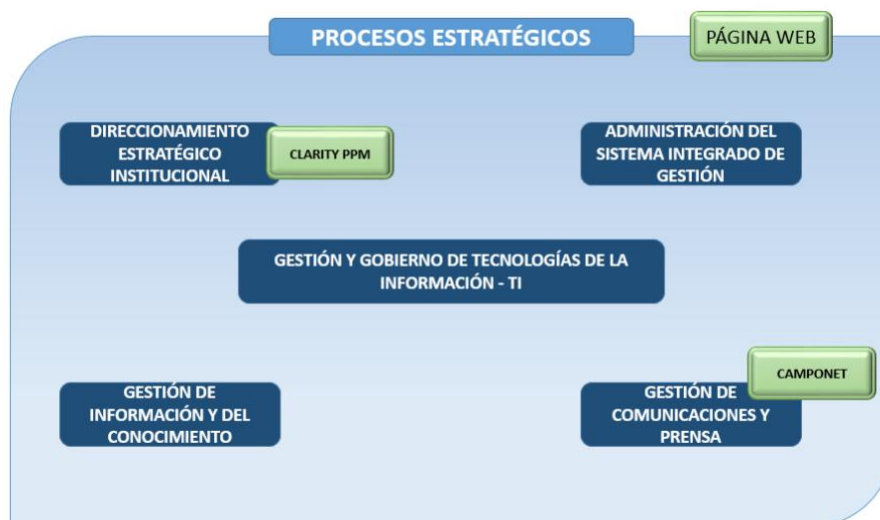 PROCESOS ESTRATÉGICOS
PÁGINA WEB
DIRECCIONAMIENTO
ESTRATÉGICO
INSTITUCIONAL
CLARITY PPM
ADMINISTRACIÓN DEL
SISTEMA INTEGRADO DE
GESTIÓN
GESTIÓN Y GOBIERNO DE TECNOLOGÍAS DE LA
INFORMACIÓN - TI
GESTIÓN DE
INFORMACIÓN Y DEL
CONOCIMIENTO
CAMPONET
GESTIÓN DE
COMUNICACIONES Y
PRENSA